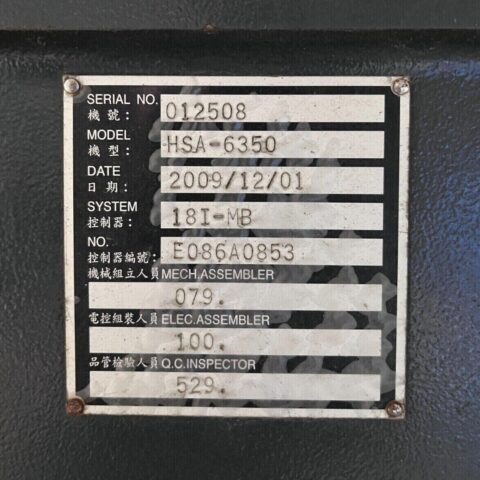 SERIAL NO. 012508
機 號:
MODEL HSA-6350
機 型:
DATE 2009/12/01
日 期:
SYSTEM 18I-MB
控制器:
NO. E086A0853
控制器編號:
機械組立人員 MECH.ASSEMBLER
079.
電控組裝人員 ELEC.ASSEMBLER
100.
品管檢驗人員 Q.C.INSPECTOR
529.